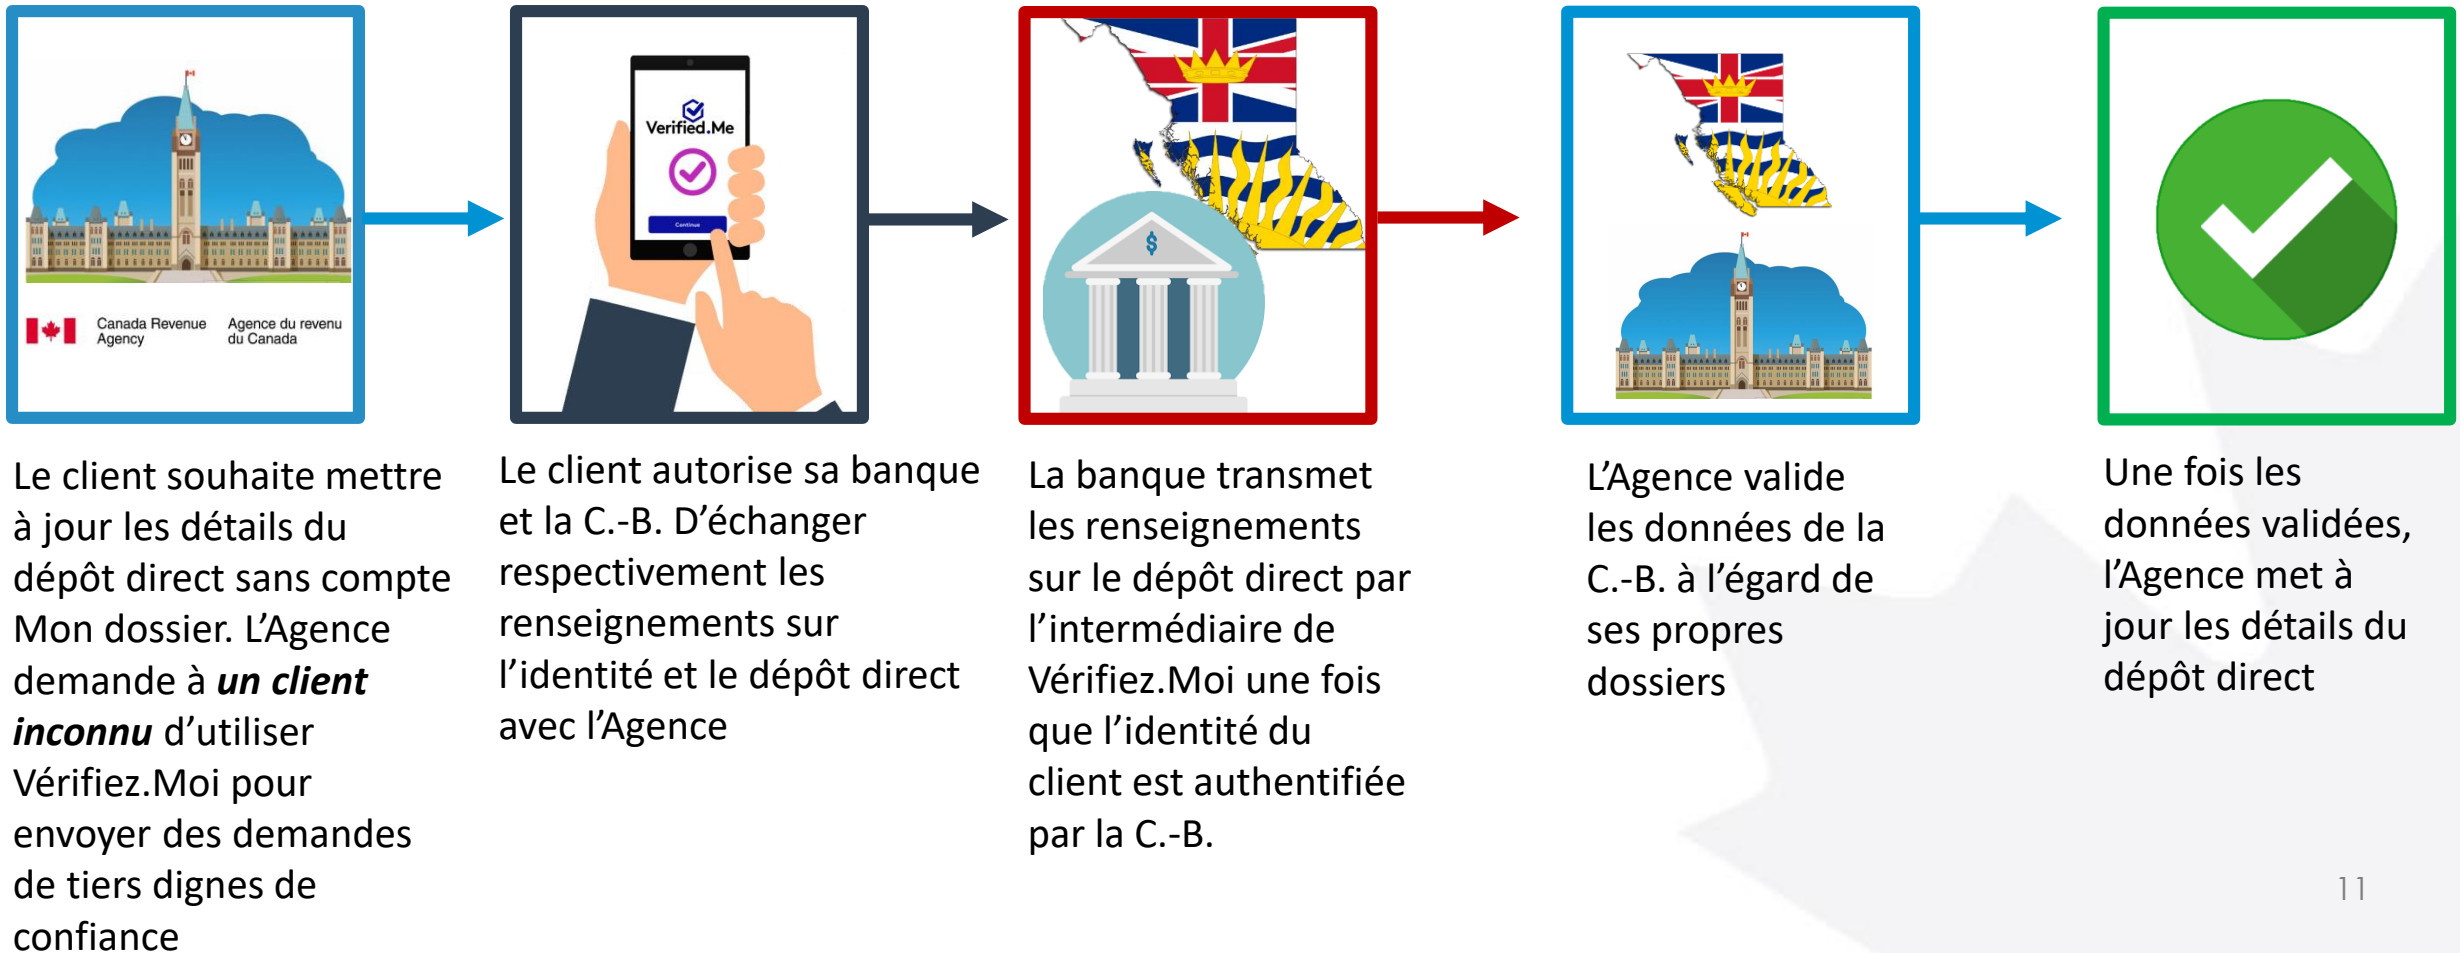 Canada Revenue
Agency
Agence du revenu
du Canada
Verified.Me
Continue
$
Le client souhaite mettre
à jour les détails du
dépôt direct sans compte
Mon dossier. L’Agence
demande à un client
inconnu d’utiliser
Vérifiez.Moi pour
envoyer des demandes
de tiers dignes de
confiance
Le client autorise sa banque
et la C.-B. D’échanger
respectivement les
renseignements sur
l’identité et le dépôt direct
avec l’Agence
La banque transmet
les renseignements
sur le dépôt direct par
l’intermédiaire de
Vérifiez.Moi une fois
que l’identité du
client est authentifiée
par la C.-B.
L’Agence valide
les données de la
C.-B. à l’égard de
ses propres
dossiers
Une fois les
données validées,
l’Agence met à
jour les détails du
dépôt direct
11